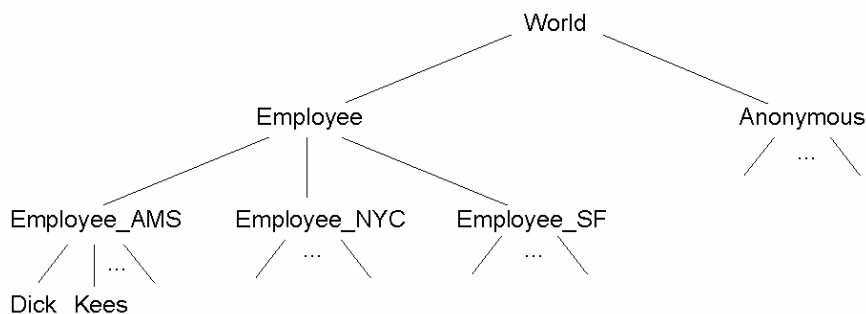 World
Employee Anonymous
...
Employee_AMS Employee_NYC Employee_SF
... ... ...
Dick Kees